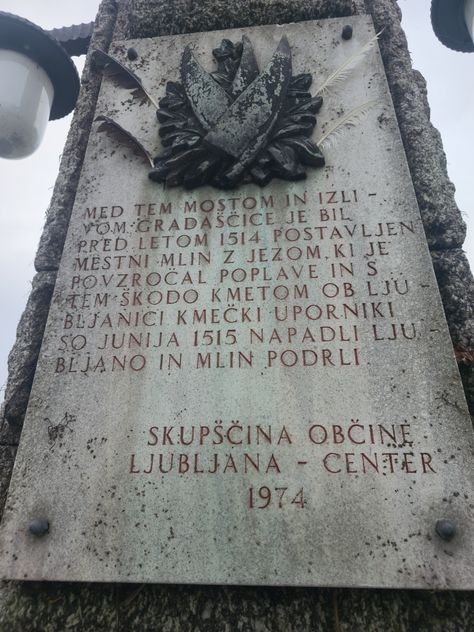 MED TEM MOSTOM IN IZLI -
VOM GRADAŠČICE JE BIL
PRED LETOM 1514 POSTAVLJEN
MESTNI MLIN Z JEZOM, KI JE
POVZROČAL POPLAVE IN S
TEM ŠKODO KMETOM OB LJU -
BLJANICI KMEČKI UPORNIKI
SO JUNIJA 1515 NAPADLI LJU -
BLJANO IN MLIN PODRLI
SKUPŠČINA OBČINE
LJUBLJANA - CENTER
1974